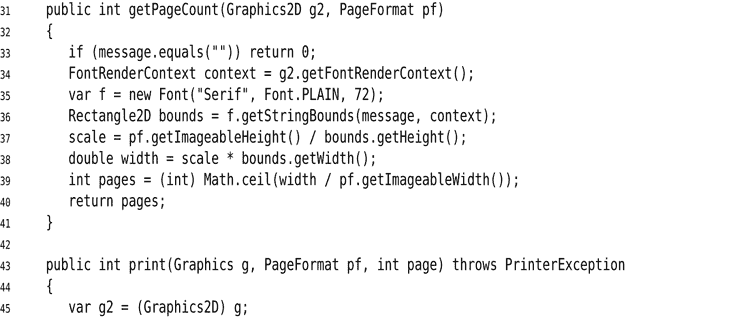 31 public int getPageCount(Graphics2D g2, PageFormat pf)
32 {
33 if (message.equals("")) return 0;
34 FontRenderContext context = g2.getFontRenderContext();
35 var f = new Font("Serif", Font.PLAIN, 72);
36 Rectangle2D bounds = f.getStringBounds(message, context);
37 scale = pf.getImageableHeight() / bounds.getHeight();
38 double width = scale * bounds.getWidth();
39 int pages = (int) Math.ceil(width / pf.getImageableWidth());
40 return pages;
41 }
42
43 public int print(Graphics g, PageFormat pf, int page) throws PrinterException
44 {
45 var g2 = (Graphics2D) g;